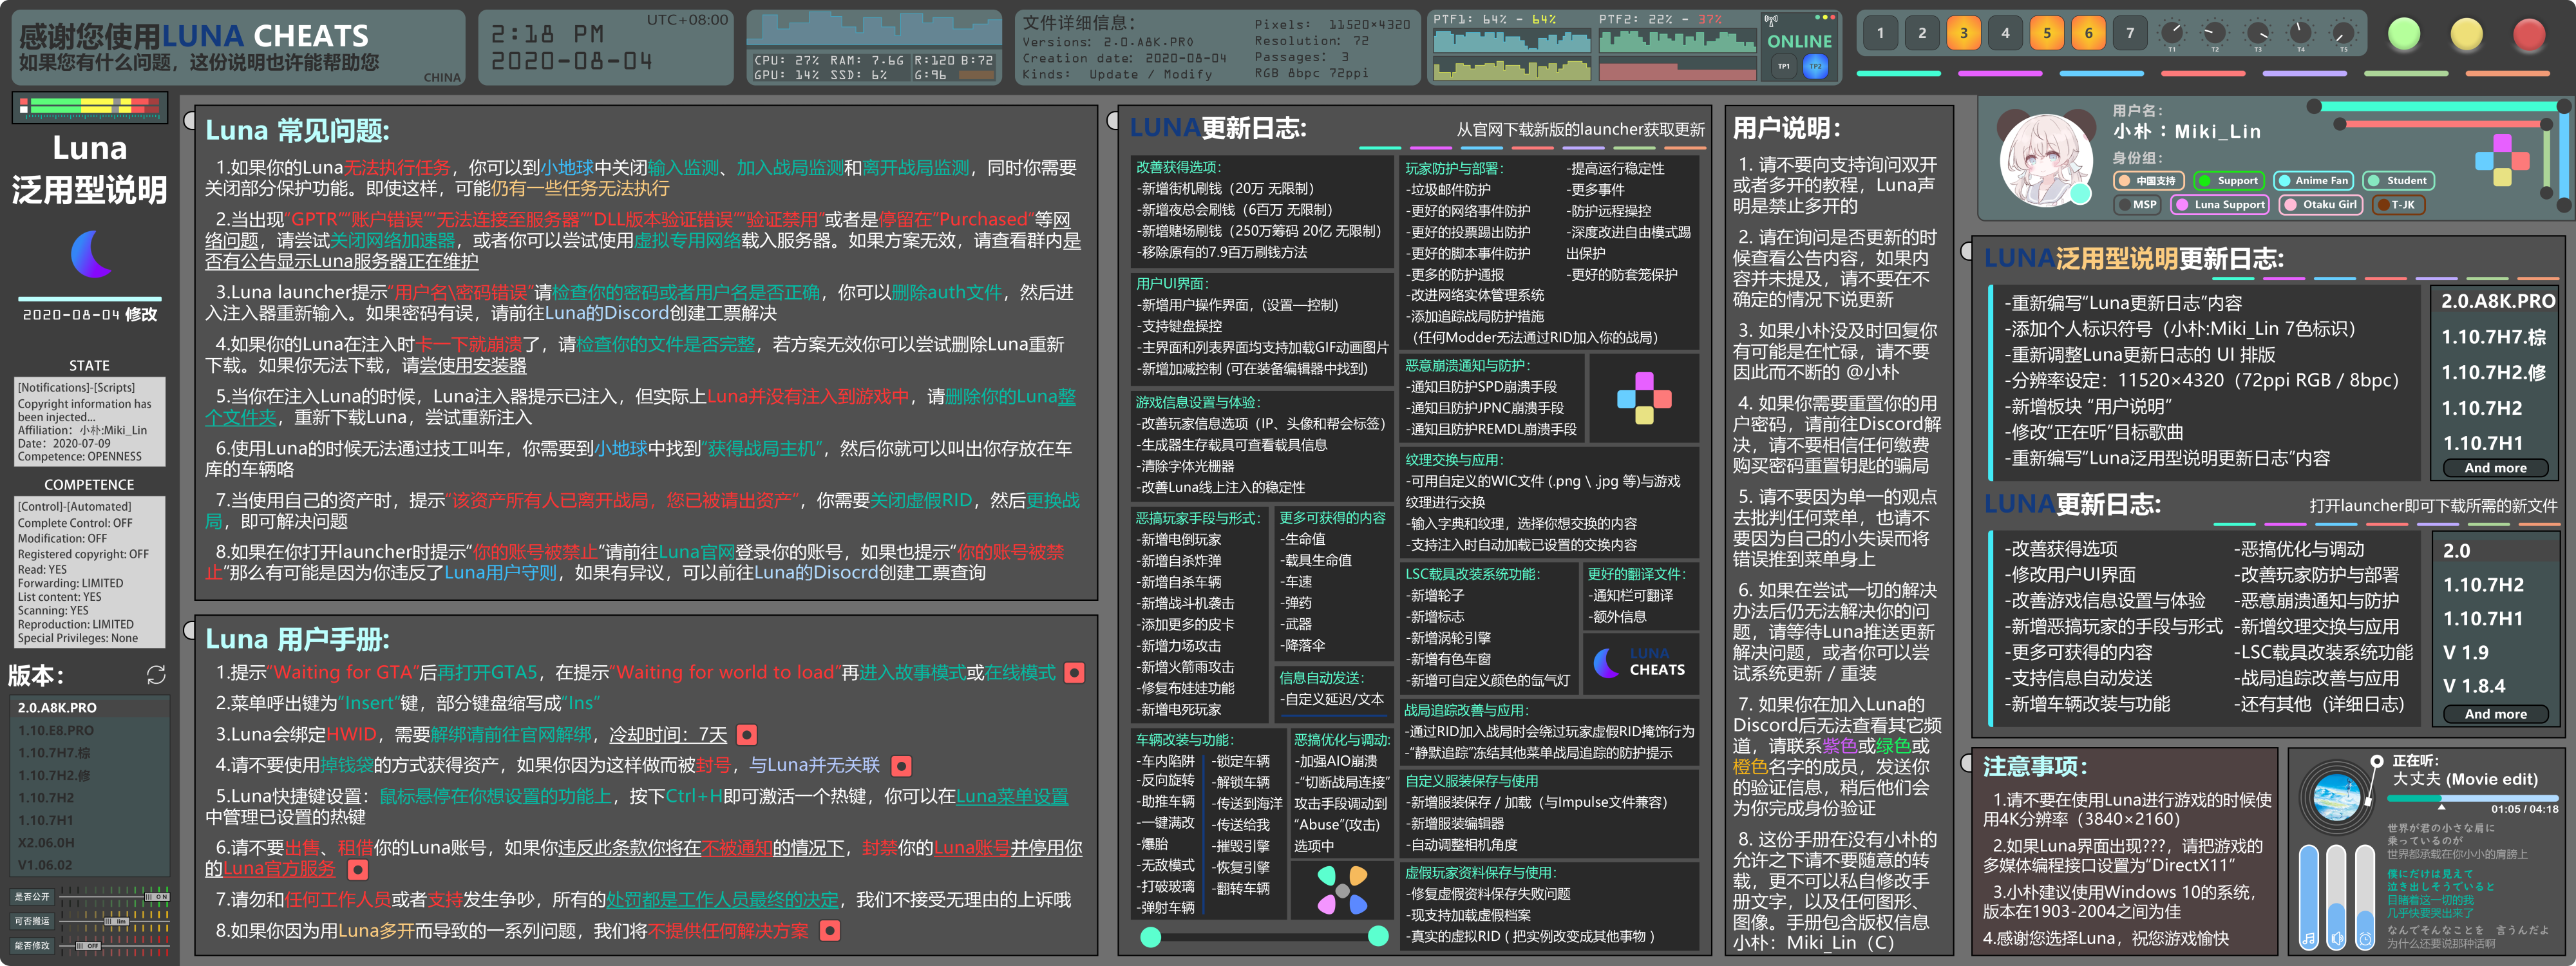 感谢您使用LUNA CHEATS
如果您有什么问题，这份说明也许能帮助您
CHINA
UTC+08:00
2:18 PM
2020-08-04
CPU: 27% RAM: 7.6G R:120 B:72
GPU: 14% SSD: 6% G:96
文件详细信息:
Versions: 2.0.A8K.PRO
Creation date: 2020-08-04
Kinds: Update / Modify
Pixels: 11520×4320
Resolution: 72
Passages: 3
RGB 8bpc 72ppi
PTF1: 64% - 64%
PTF2: 22% - 37%
ONLINE
TP1 TP2
1 2 3 4 5 6 7
T1 T2 T3 T4 T5
Luna
泛用型说明
2020-08-04 修改
STATE
[Notifications]-[Scripts]
Copyright information has
been injected...
Affiliation: 小朴:Miki_Lin
Date: 2020-07-09
Competence: OPENNESS
COMPETENCE
[Control]-[Automated]
Complete Control: OFF
Modification: OFF
Registered copyright: OFF
Read: YES
Forwarding: LIMITED
List content: YES
Scanning: YES
Reproduction: LIMITED
Special Privileges: None
版本:
2.0.A8K.PRO
1.10.E8.PRO
1.10.7H7.棕
1.10.7H2.修
1.10.7H2
1.10.7H1
X2.06.0H
V1.06.02
是否公开 ON
可否搬运 lim
能否修改 OFF
Luna 常见问题:
1.如果你的Luna无法执行任务，你可以到小地球中关闭输入监测、加入战局监测和离开战局监测，同时你需要
关闭部分保护功能。即使这样，可能仍有一些任务无法执行
2.当出现“GPTR”“账户错误”“无法连接至服务器”“DLL版本验证错误”“验证禁用”或者是停留在”Purchased“等网
络问题，请尝试关闭网络加速器，或者你可以尝试使用虚拟专用网络载入服务器。如果方案无效，请查看群内是
否有公告显示Luna服务器正在维护
3.Luna launcher提示“用户名\密码错误”请检查你的密码或者用户名是否正确，你可以删除auth文件，然后进
入注入器重新输入。如果密码有误，请前往Luna的Discord创建工票解决
4.如果你的Luna在注入时卡一下就崩溃了，请检查你的文件是否完整，若方案无效你可以尝试删除Luna重新
下载。如果你无法下载，请尝使用安装器
5.当你在注入Luna的时候，Luna注入器提示已注入，但实际上Luna并没有注入到游戏中，请删除你的Luna整
个文件夹，重新下载Luna，尝试重新注入
6.使用Luna的时候无法通过技工叫车，你需要到小地球中找到“获得战局主机”，然后你就可以叫出你存放在车
库的车辆咯
7.当使用自己的资产时，提示“该资产所有人已离开战局，您已被请出资产”，你需要关闭虚假RID，然后更换战
局，即可解决问题
8.如果在你打开launcher时提示“你的账号被禁止”请前往Luna官网登录你的账号，如果也提示“你的账号被禁
止”那么有可能是因为你违反了Luna用户守则，如果有异议，可以前往Luna的Disocrd创建工票查询
Luna 用户手册:
1.提示“Waiting for GTA”后再打开GTA5，在提示“Waiting for world to load”再进入故事模式或在线模式
2.菜单呼出键为“Insert”键，部分键盘缩写成“Ins”
3.Luna会绑定HWID，需要解绑请前往官网解绑，冷却时间：7天
4.请不要使用掉钱袋的方式获得资产，如果你因为这样做而被封号，与Luna并无关联
5.Luna快捷键设置：鼠标悬停在你想设置的功能上，按下Ctrl+H即可激活一个热键，你可以在Luna菜单设置
中管理已设置的热键
6.请不要出售、租借你的Luna账号，如果你违反此条款你将在不被通知的情况下，封禁你的Luna账号并停用你
的Luna官方服务
7.请勿和任何工作人员或者支持发生争吵，所有的处罚都是工作人员最终的决定，我们不接受无理由的上诉哦
8.如果你因为用Luna多开而导致的一系列问题，我们将不提供任何解决方案
LUNA更新日志:
从官网下载新版的launcher获取更新
改善获得选项:
-新增街机刷钱（20万 无限制）
-新增夜总会刷钱（6百万 无限制）
-新增赌场刷钱（250万筹码 20亿 无限制）
-移除原有的7.9百万刷钱方法
用户UI界面:
-新增用户操作界面，(设置—控制)
-支持键盘操控
-主界面和列表界面均支持加载GIF动画图片
-新增加减控制 (可在装备编辑器中找到)
游戏信息设置与体验:
-改善玩家信息选项（IP、头像和帮会标签）
-生成器生存载具可查看载具信息
-清除字体光栅器
-改善Luna线上注入的稳定性
恶搞玩家手段与形式:
-新增电倒玩家
-新增自杀炸弹
-新增自杀车辆
-新增战斗机袭击
-添加更多的皮卡
-新增力场攻击
-新增火箭雨攻击
-修复布娃娃功能
-新增电死玩家
更多可获得的内容
-生命值
-载具生命值
-车速
-弹药
-武器
-降落伞
信息自动发送:
-自定义延迟/文本
车辆改装与功能:
-车内陷阱
-反向旋转
-助推车辆
-一键满改
-爆胎
-无敌模式
-打破玻璃
-弹射车辆
-锁定车辆
-解锁车辆
-传送到海洋
-传送给我
-摧毁引擎
-恢复引擎
-翻转车辆
恶搞优化与调动:
-加强AIO崩溃
-“切断战局连接”
攻击手段调动到
“Abuse”(攻击)
选项中
玩家防护与部署:
-垃圾邮件防护
-更好的网络事件防护
-更好的投票踢出防护
-更好的脚本事件防护
-更多的防护通报
-改进网络实体管理系统
-添加追踪战局防护措施
（任何Modder无法通过RID加入你的战局）
-提高运行稳定性
-更多事件
-防护远程操控
-深度改进自由模式踢
出保护
-更好的防套笼保护
恶意崩溃通知与防护:
-通知且防护SPD崩溃手段
-通知且防护JPNC崩溃手段
-通知且防护REMDL崩溃手段
纹理交换与应用:
-可用自定义的WIC文件 (.png \ .jpg 等)与游戏
纹理进行交换
-输入字典和纹理，选择你想交换的内容
-支持注入时自动加载已设置的交换内容
LSC载具改装系统功能:
-新增轮子
-新增标志
-新增涡轮引擎
-新增有色车窗
-新增可自定义颜色的氙气灯
更好的翻译文件:
-通知栏可翻译
-额外信息
LUNA
CHEATS
战局追踪改善与应用:
-通过RID加入战局时会绕过玩家虚假RID掩饰行为
-“静默追踪”冻结其他菜单战局追踪的防护提示
自定义服装保存与使用
-新增服装保存 / 加载（与Impulse文件兼容）
-新增服装编辑器
-自动调整相机角度
虚假玩家资料保存与使用:
-修复虚假资料保存失败问题
-现支持加载虚假档案
-真实的虚拟RID ( 把实例改变成其他事物 )
用户说明:
1. 请不要向支持询问双开
或者多开的教程，Luna声
明是禁止多开的
2. 请在询问是否更新的时
候查看公告内容，如果内
容并未提及，请不要在不
确定的情况下说更新
3. 如果小朴没及时回复你
有可能是在忙碌，请不要
因此而不断的 @小朴
4. 如果你需要重置你的用
户密码，请前往Discord解
决，请不要相信任何缴费
购买密码重置钥匙的骗局
5. 请不要因为单一的观点
去批判任何菜单，也请不
要因为自己的小失误而将
错误推到菜单身上
6. 如果在尝试一切的解决
办法后仍无法解决你的问
题，请等待Luna推送更新
解决问题，或者你可以尝
试系统更新 / 重装
7. 如果你在加入Luna的
Discord后无法查看其它频
道，请联系紫色或绿色或
橙色名字的成员，发送你
的验证信息，稍后他们会
为你完成身份验证
8. 这份手册在没有小朴的
允许之下请不要随意的转
载，更不可以私自修改手
册文字，以及任何图形、
图像。手册包含版权信息
小朴：Miki_Lin（C）
用户名:
小朴：Miki_Lin
身份组:
中国支持 Support Anime Fan Student
MSP Luna Support Otaku Girl T-JK
LUNA泛用型说明更新日志:
-重新编写“Luna更新日志”内容
-添加个人标识符号（小朴:Miki_Lin 7色标识）
-重新调整Luna更新日志的 UI 排版
-分辨率设定：11520×4320（72ppi RGB / 8bpc）
-新增板块 “用户说明”
-修改“正在听”目标歌曲
-重新编写“Luna泛用型说明更新日志”内容
2.0.A8K.PRO
1.10.7H7.棕
1.10.7H2.修
1.10.7H2
1.10.7H1
And more
LUNA更新日志:
打开launcher即可下载所需的新文件
-改善获得选项
-修改用户UI界面
-改善游戏信息设置与体验
-新增恶搞玩家的手段与形式
-更多可获得的内容
-支持信息自动发送
-新增车辆改装与功能
-恶搞优化与调动
-改善玩家防护与部署
-恶意崩溃通知与防护
-新增纹理交换与应用
-LSC载具改装系统功能
-战局追踪改善与应用
-还有其他（详细日志）
2.0
1.10.7H2
1.10.7H1
V 1.9
V 1.8.4
And more
注意事项:
1.请不要在使用Luna进行游戏的时候使
用4K分辨率（3840×2160）
2.如果Luna界面出现???，请把游戏的
多媒体编程接口设置为“DirectX11”
3.小朴建议使用Windows 10的系统，
版本在1903-2004之间为佳
4.感谢您选择Luna，祝您游戏愉快
正在听:
大丈夫 (Movie edit)
01:05 / 04:18
世界が君の小さな肩に
乗っているのが
世界都承载在你小小的肩膀上
僕にだけは見えて
泣き出しそうでいると
目睹着这一切的我
几乎快要哭出来了
なんでそんなことを 言うんだよ
为什么还要说那种话啊